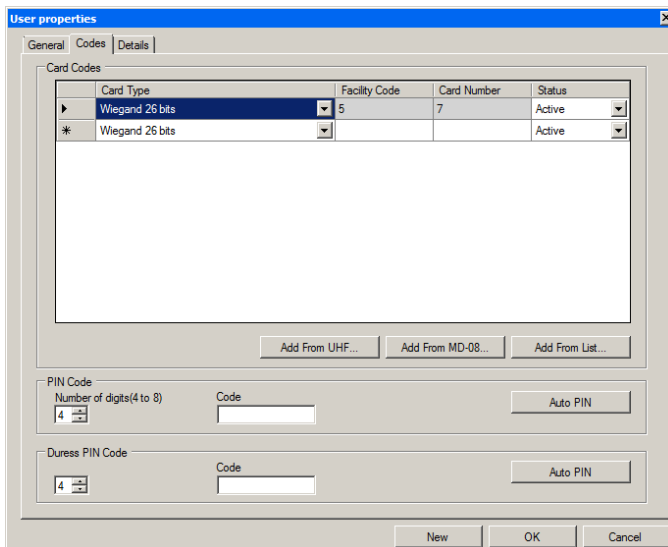 User properties
General Codes Details
Card Codes
Card Type Facility Code Card Number Status
Wiegand 26 bits 5 7 Active
Wiegand 26 bits Active
Add From UHF... Add From MD-08... Add From List...
PIN Code
Number of digits(4 to 8) Code
4 Auto PIN
Duress PIN Code
Code
4 Auto PIN
New OK Cancel